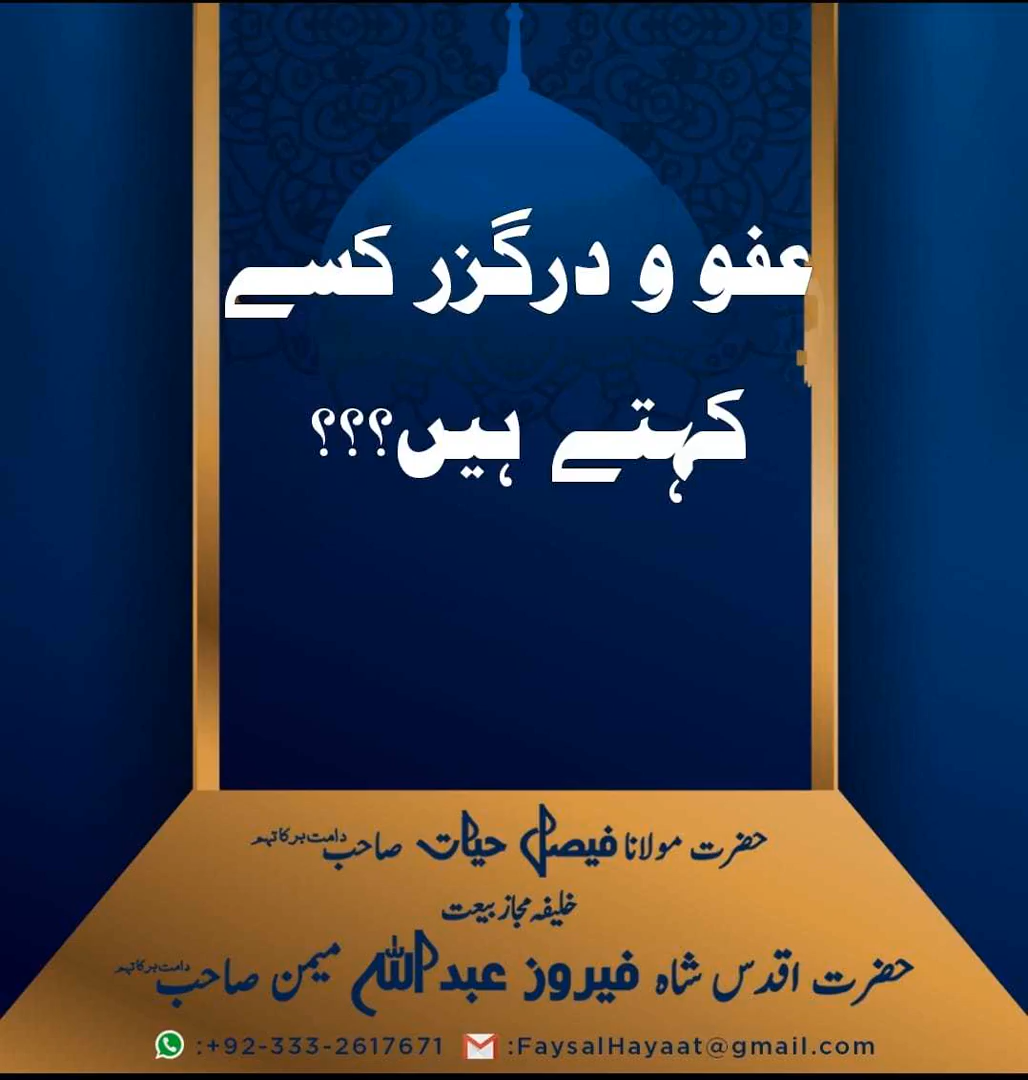 عفو و درگزر کسے
کہتے ہیں؟؟؟
حضرت مولانا فیصل حیات صاحب دامت برکاتہم
خلیفہ مجاز بیعت
حضرت اقدس شاہ فیروز عبداللہ میمن صاحب دامت برکاتہم
:+92-333-2617671 :FaysalHayaat@gmail.com